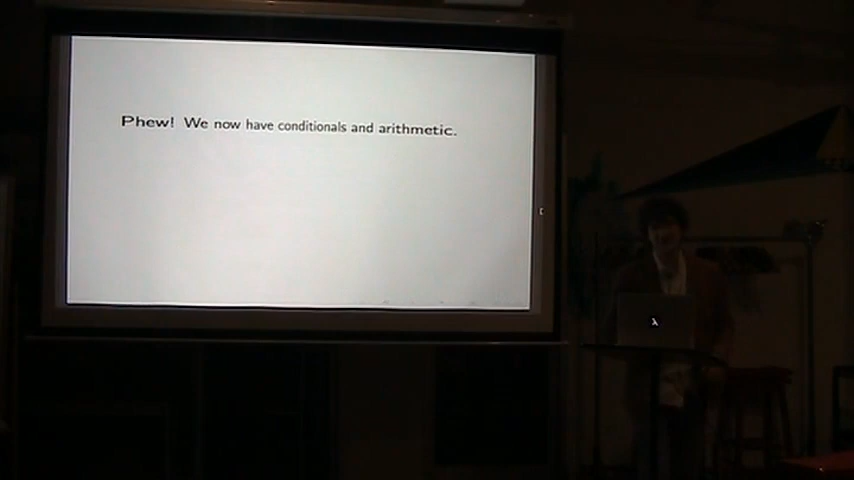 Phew! We now have conditionals and arithmetic.
λ